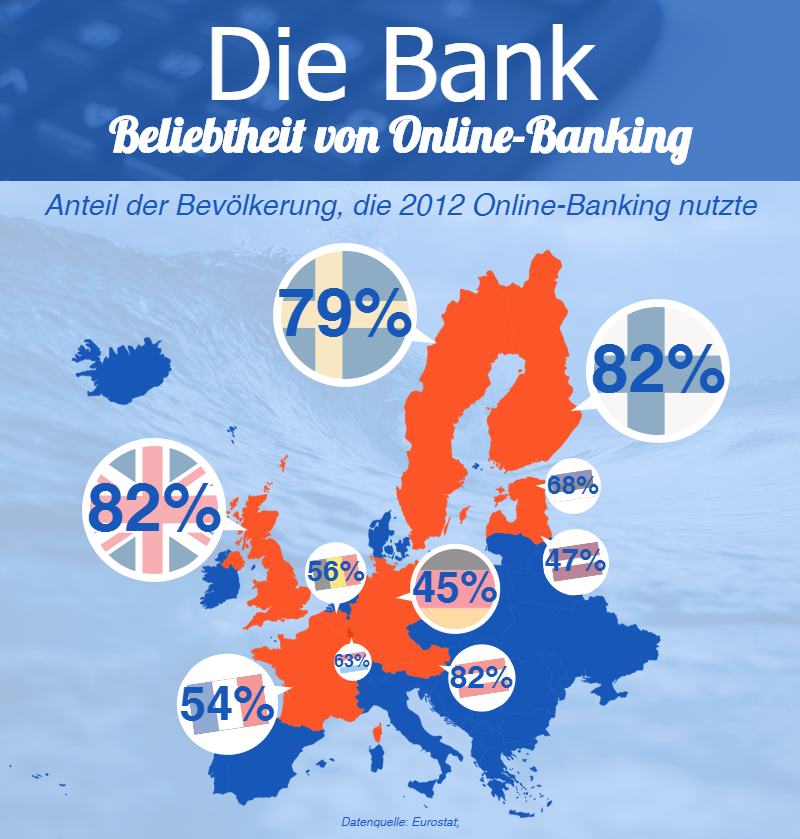 Die Bank
Beliebtheit von Online-Banking
Anteil der Bevölkerung, die 2012 Online-Banking nutzte
79%
82%
82%
68%
47%
56%
45%
63%
82%
54%
Datenquelle: Eurostat,